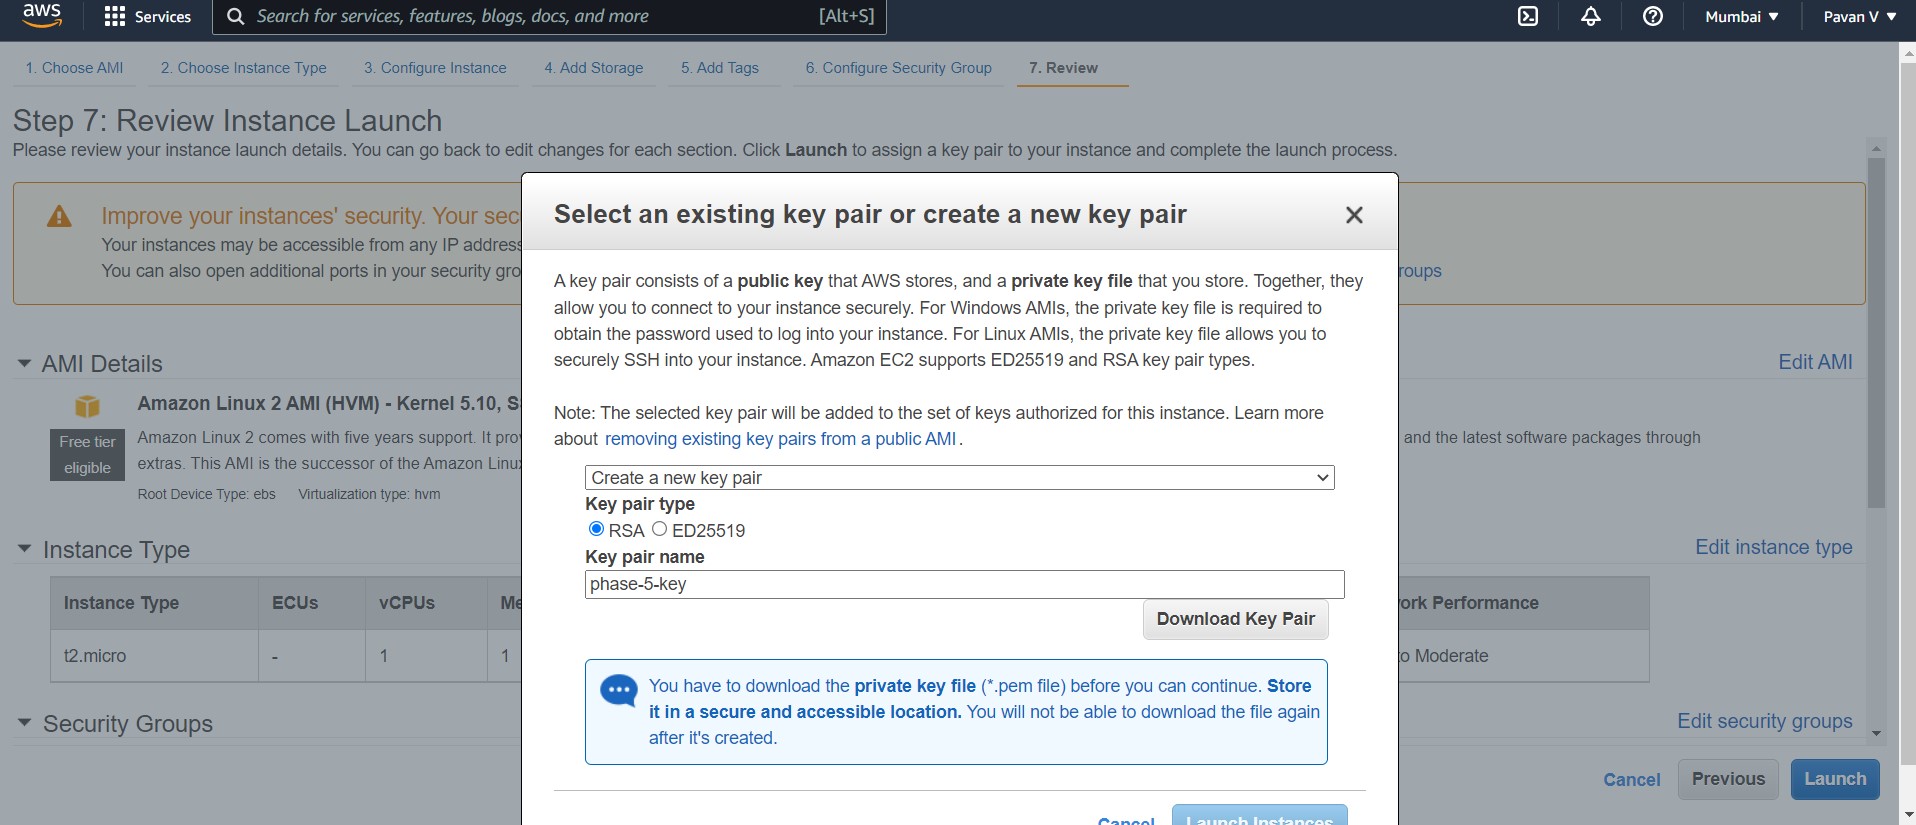 aws
Services
Search for services, features, blogs, docs, and more
[Alt+S]
Mumbai
Pavan V
1. Choose AMI
2. Choose Instance Type
3. Configure Instance
4. Add Storage
5. Add Tags
6. Configure Security Group
7. Review
Step 7: Review Instance Launch
Please review your instance launch details. You can go back to edit changes for each section. Click Launch to assign a key pair to your instance and complete the launch process.
Improve your instances' security. Your sec
Your instances may be accessible from any IP address
You can also open additional ports in your security gro
roups
AMI Details
Edit AMI
Amazon Linux 2 AMI (HVM) - Kernel 5.10, S
Free tier
eligible
Amazon Linux 2 comes with five years support. It pro
and the latest software packages through
extras. This AMI is the successor of the Amazon Linu
Root Device Type: ebs Virtualization type: hvm
Instance Type
Edit instance type
Instance Type
ECUs
vCPUs
Me
ork Performance
t2.micro
-
1
1
o Moderate
Security Groups
Edit security groups
Cancel
Previous
Launch
Select an existing key pair or create a new key pair
A key pair consists of a public key that AWS stores, and a private key file that you store. Together, they
allow you to connect to your instance securely. For Windows AMIs, the private key file is required to
obtain the password used to log into your instance. For Linux AMIs, the private key file allows you to
securely SSH into your instance. Amazon EC2 supports ED25519 and RSA key pair types.
Note: The selected key pair will be added to the set of keys authorized for this instance. Learn more
about removing existing key pairs from a public AMI.
Create a new key pair
Key pair type
RSA
ED25519
Key pair name
phase-5-key
Download Key Pair
You have to download the private key file (*.pem file) before you can continue. Store
it in a secure and accessible location. You will not be able to download the file again
after it's created.
Cancel
Launch Instances